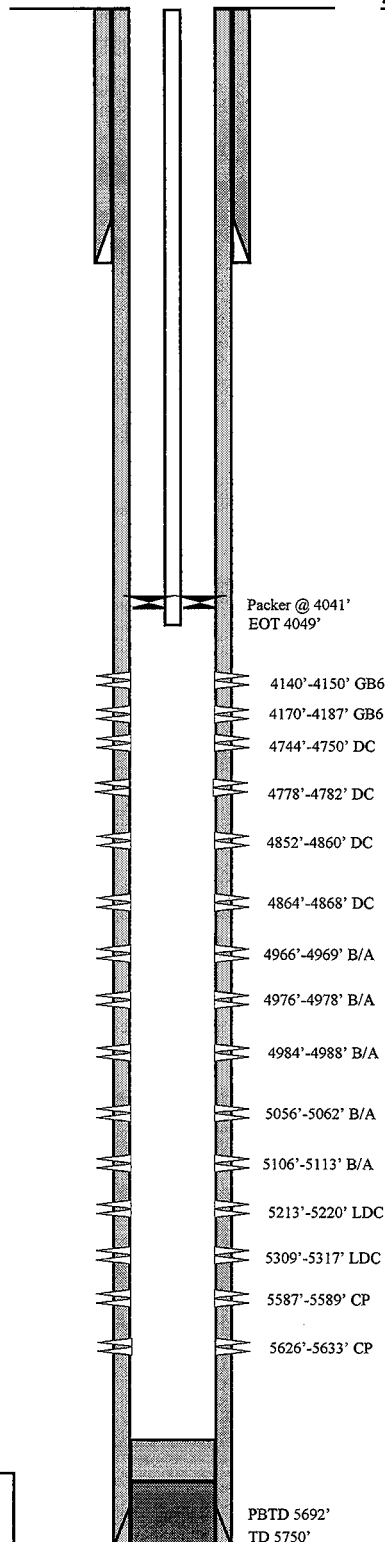 Packer @ 4041'
EOT 4049'
4140'-4150' GB6
4170'-4187' GB6
4744'-4750' DC
4778'-4782' DC
4852'-4860' DC
4864'-4868' DC
4966'-4969' B/A
4976'-4978' B/A
4984'-4988' B/A
5056'-5062' B/A
5106'-5113' B/A
5213'-5220' LDC
5309'-5317' LDC
5587'-5589' CP
5626'-5633' CP
PBTD 5692'
TD 5750'